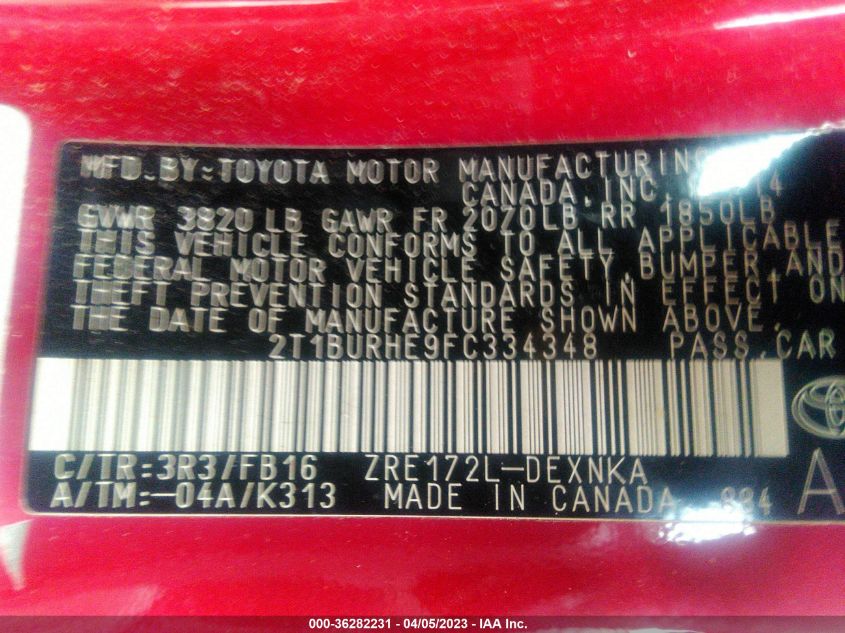 MFD. BY: TOYOTA MOTOR MANUFACTURING
CANADA, INC. 14
GVWR 3820 LB GAWR FR 2070LB RR 1850LB
THIS VEHICLE CONFORMS TO ALL APPLICABLE
FEDERAL MOTOR VEHICLE SAFETY, BUMPER, AND
THEFT PREVENTION STANDARDS IN EFFECT ON
THE DATE OF MANUFACTURE SHOWN ABOVE.
2T1BURHE9FC334348 PASS.CAR
C/TR:3R3/FB16 ZRE172L-DEXNKA
A/TM:-04A/K313 MADE IN CANADA 884 A
000-36282231 - 04/05/2023 - IAA Inc.